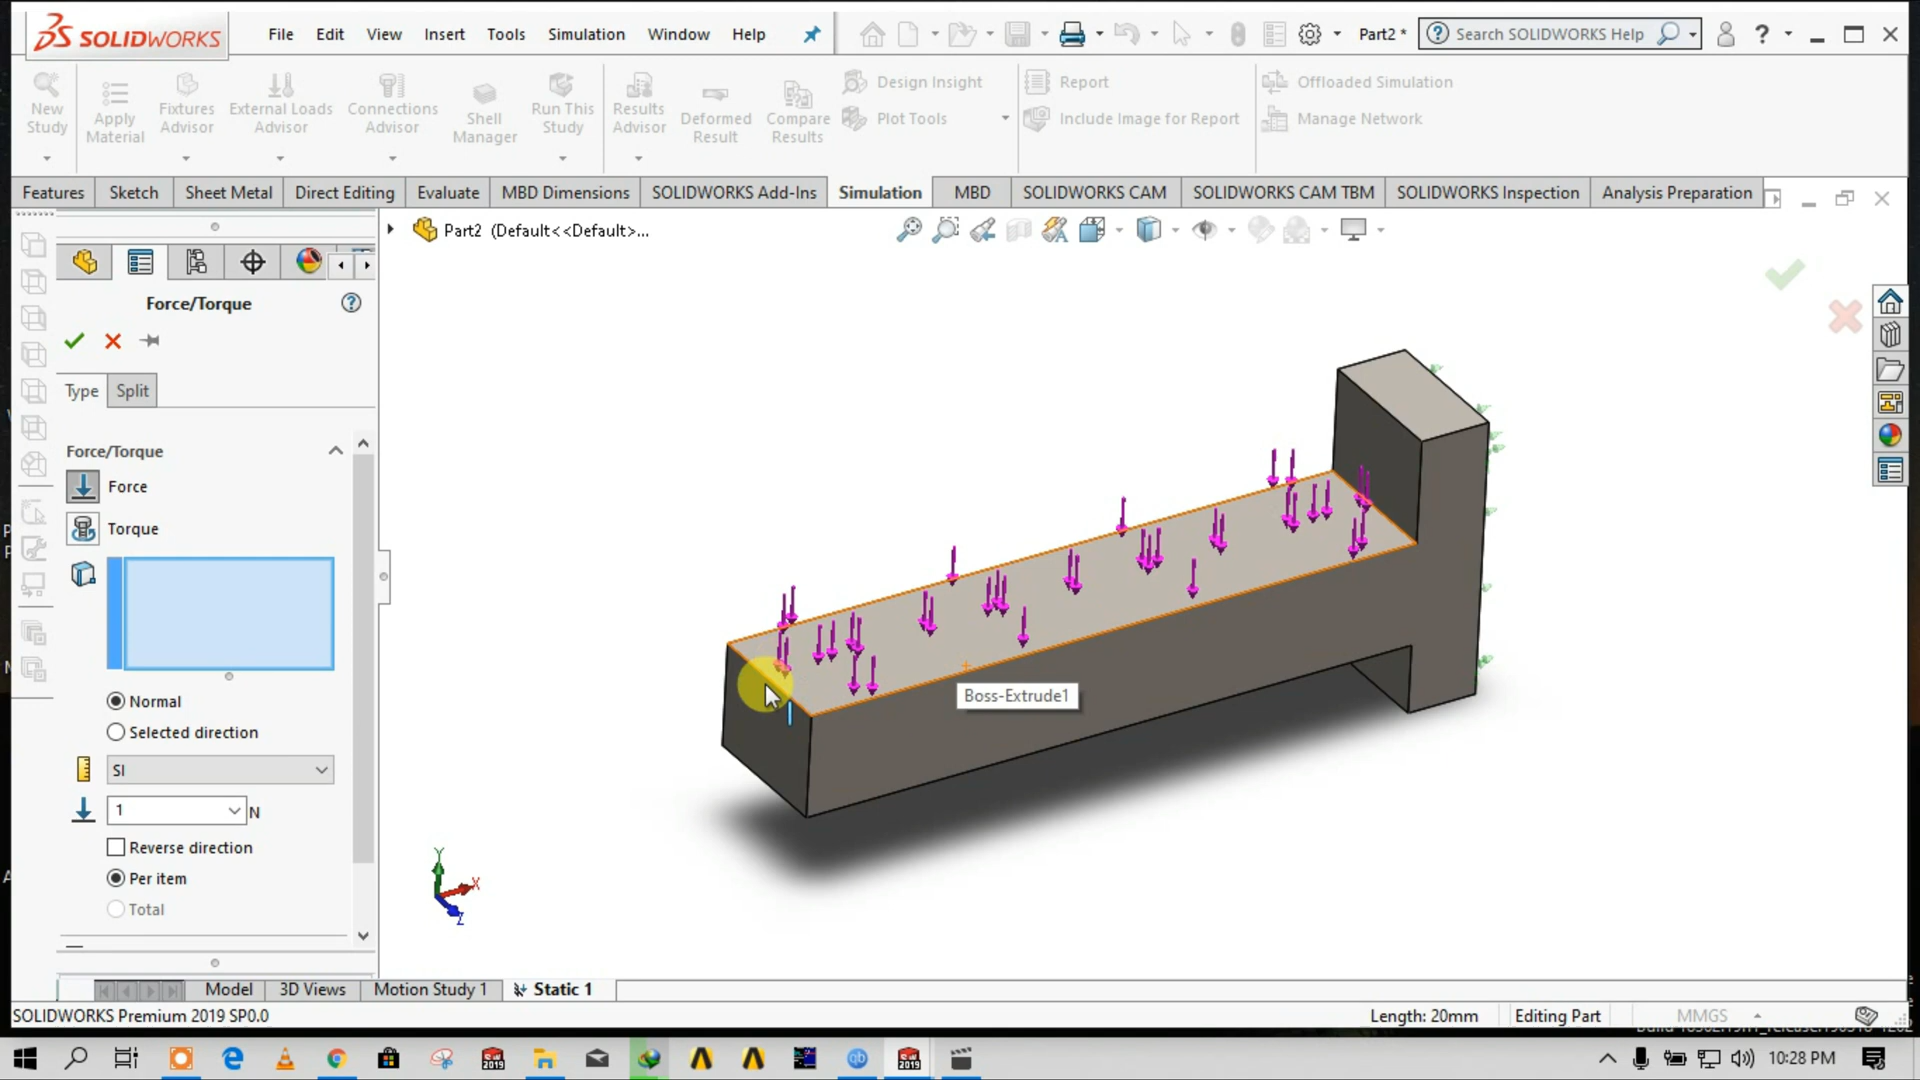 SOLIDWORKS
File Edit View Insert Tools Simulation Window Help
Part2 *
Search SOLIDWORKS Help
?
New Study
Apply Material
Fixtures Advisor
External Loads Advisor
Connections Advisor
Shell Manager
Run This Study
Results Advisor
Deformed Result
Compare Results
Design Insight
Plot Tools
Report
Include Image for Report
Offloaded Simulation
Manage Network
Features Sketch Sheet Metal Direct Editing Evaluate MBD Dimensions SOLIDWORKS Add-Ins Simulation MBD SOLIDWORKS CAM SOLIDWORKS CAM TBM SOLIDWORKS Inspection Analysis Preparation
Part2 (Default<<Default>...
Force/Torque
Type Split
Force/Torque
Force
Torque
Normal
Selected direction
SI
1 N
Reverse direction
Per item
Total
Boss-Extrude1
Y
X
Z
Model 3D Views Motion Study 1 Static 1
SOLIDWORKS Premium 2019 SP0.0
Length: 20mm Editing Part MMGS
10:28 PM